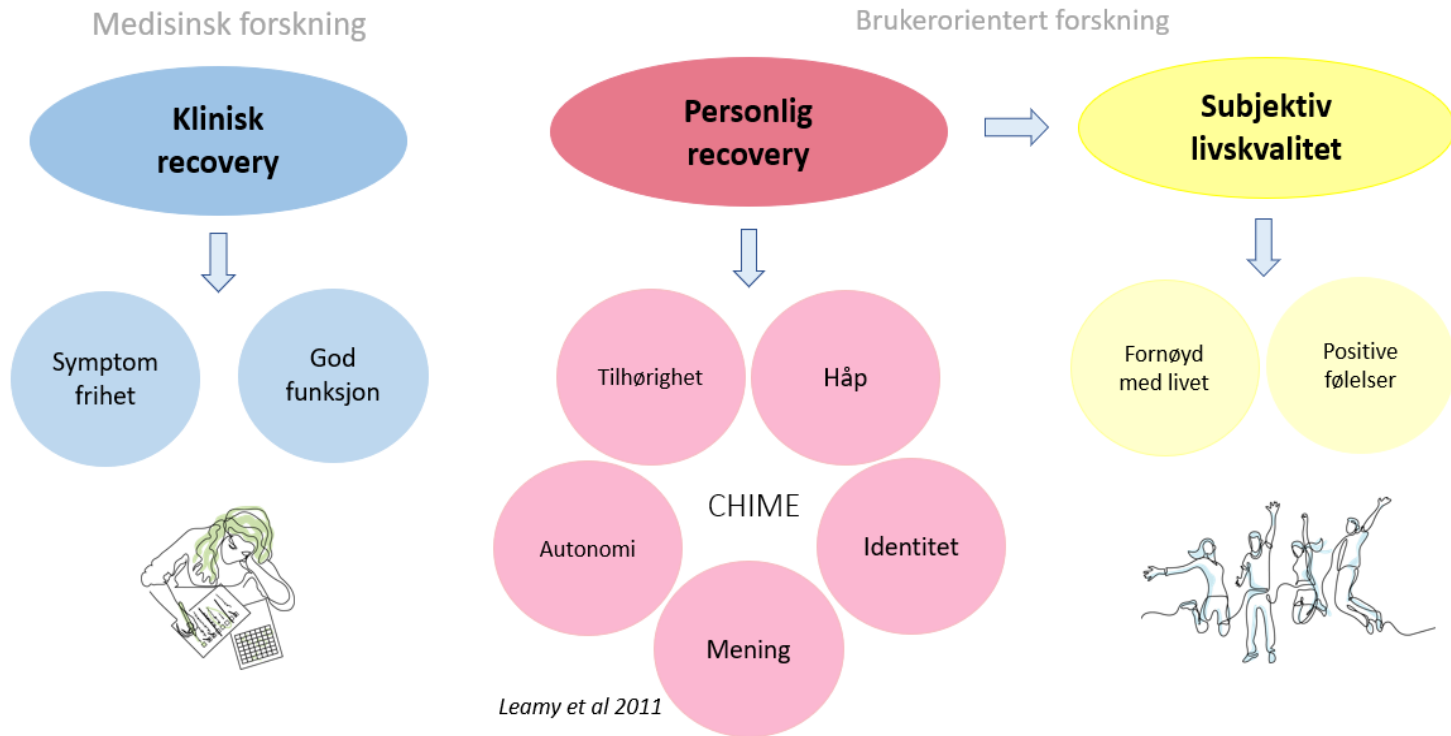 Medisinsk forskning
Brukerorientert forskning
Klinisk
recovery
Personlig
recovery
Subjektiv
livskvalitet
Symptom
frihet
God
funksjon
Tilhørighet
Håp
Fornøyd
med livet
Positive
følelser
CHIME
Autonomi
Identitet
Mening
Leamy et al 2011